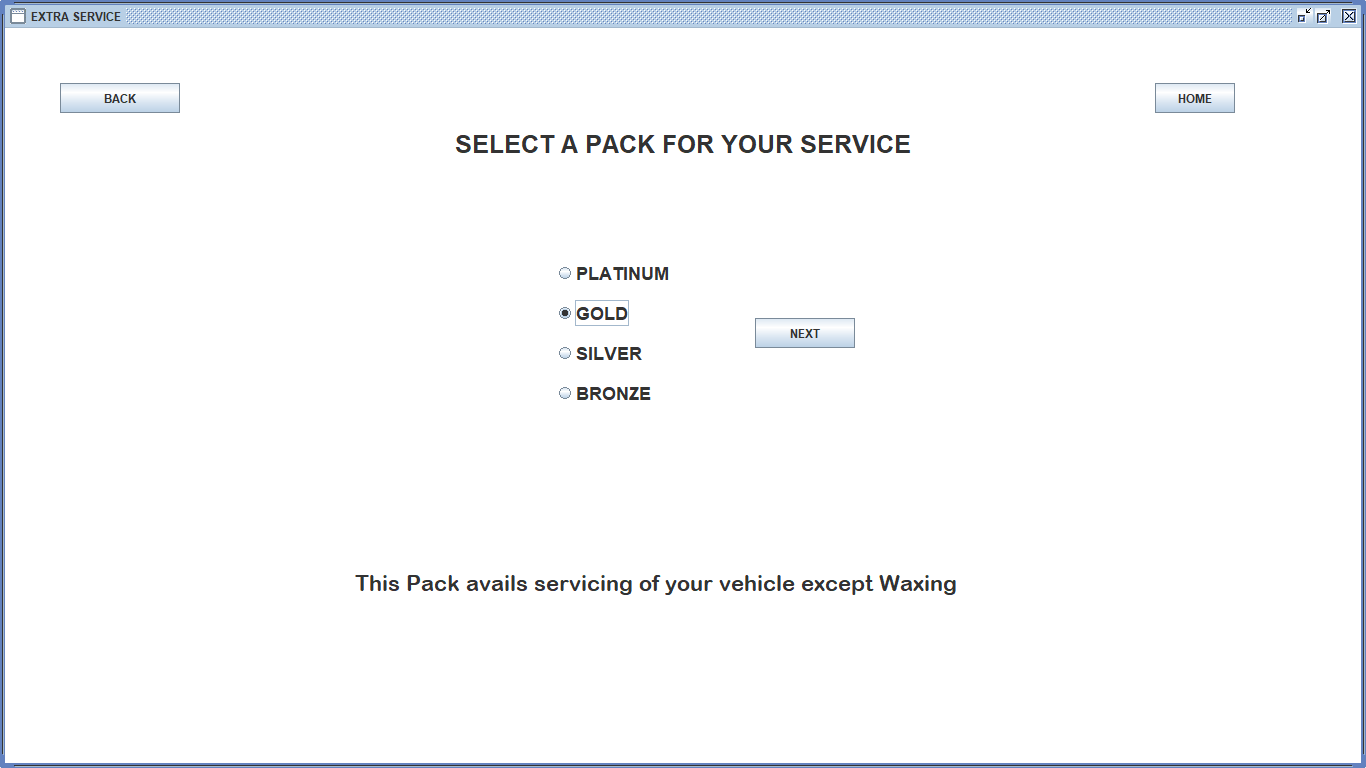 EXTRA SERVICE
BACK
HOME
SELECT A PACK FOR YOUR SERVICE
PLATINUM
GOLD
NEXT
SILVER
BRONZE
This Pack avails servicing of your vehicle except Waxing